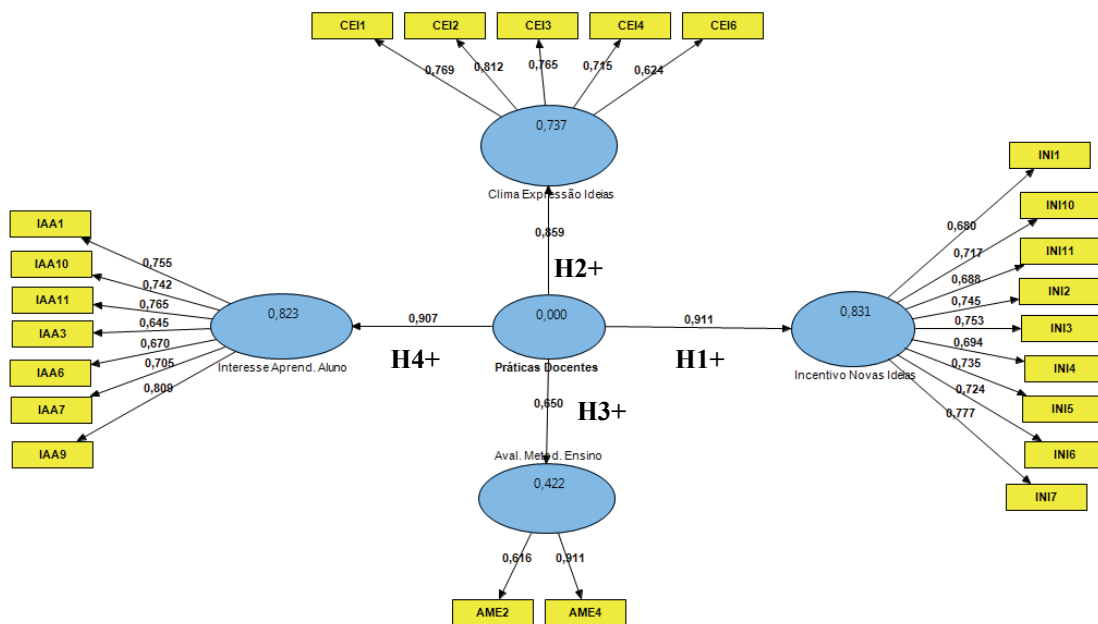 CEI1 CEI2 CEI3 CEI4 CEI6
0,769 0,812 0,765 0,715 0,624
0,737
Clima Expressão Ideias
0,859
H2+
IAA1
IAA10
IAA11
IAA3
IAA6
IAA7
IAA9
0,755
0,742
0,765
0,645
0,670
0,705
0,809
0,823
Interesse Aprend. Aluno
0,907
H4+
0,000
Práticas Docentes
0,911
H1+
0,831
Incentivo Novas Ideias
0,680
0,717
0,688
0,745
0,753
0,694
0,735
0,724
0,777
INI1
INI10
INI11
INI2
INI3
INI4
INI5
INI6
INI7
0,650
H3+
Aval. Metod. Ensino
0,422
0,616 0,911
AME2 AME4